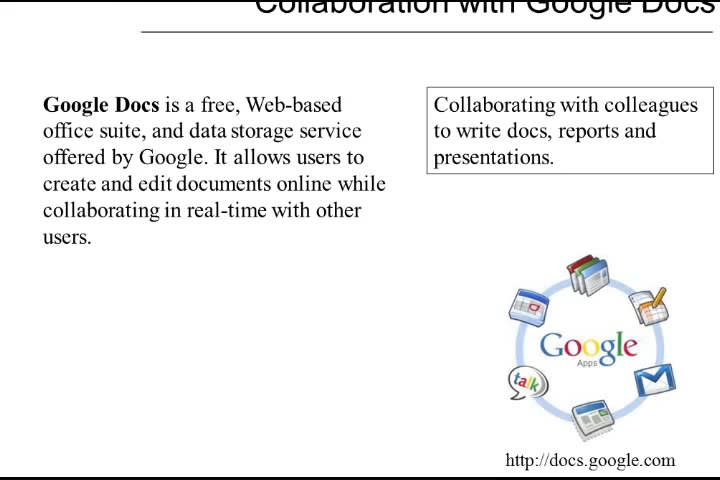 Collaboration with Google Docs
Google Docs is a free, Web-based
office suite, and data storage service
offered by Google. It allows users to
create and edit documents online while
collaborating in real-time with other
users.
Collaborating with colleagues
to write docs, reports and
presentations.
Google
Apps
talk
http://docs.google.com